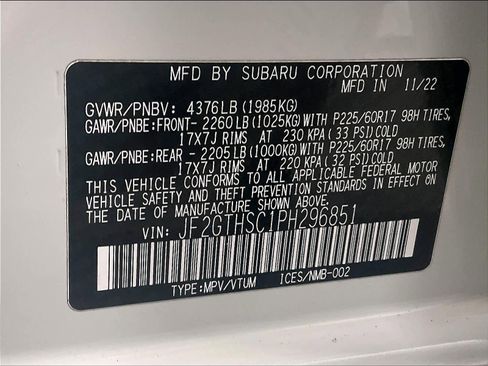 MFD BY SUBARU CORPORATION
MFD IN 11/22
GVWR/PNBV: 4376LB (1985KG)
GAWR/PNBE:FRONT- 2260LB (1025KG) WITH P225/60R17 98H TIRES,
17X7J RIMS AT 230 KPA (33 PSI) COLD
GAWR/PNBE:REAR - 2205LB (1000KG) WITH P225/60R17 98H TIRES,
17X7J RIMS AT 220 KPA (32 PSI) COLD
THIS VEHICLE CONFORMS TO ALL APPLICABLE FEDERAL MOTOR
VEHICLE SAFETY AND THEFT PREVENTION STANDARDS IN EFFECT ON
THE DATE OF MANUFACTURE SHOWN ABOVE.
VIN: JF2GTHSC1PH296851
TYPE:MPV/VTUM ICES/NMB-002